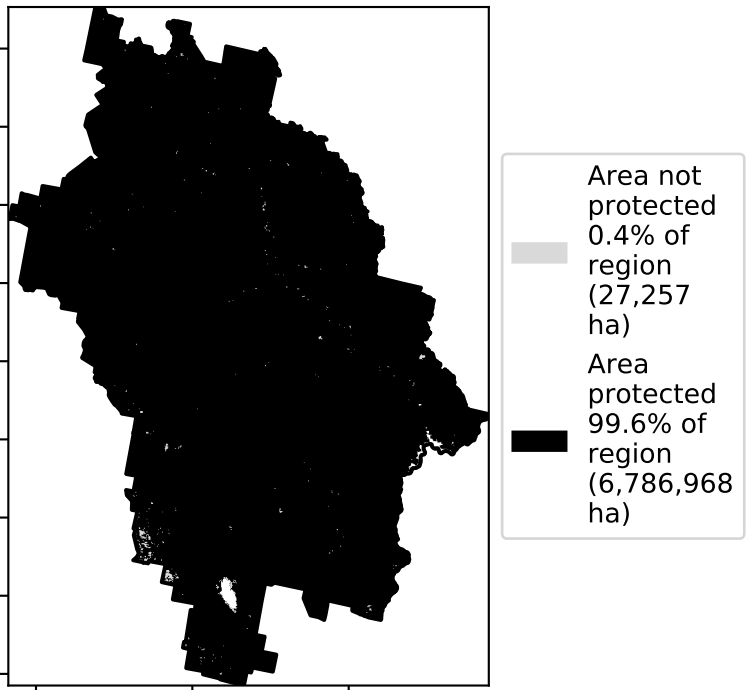 Area not
protected
0.4% of
region
(27,257
ha)
Area
protected
99.6% of
region
(6,786,968
ha)